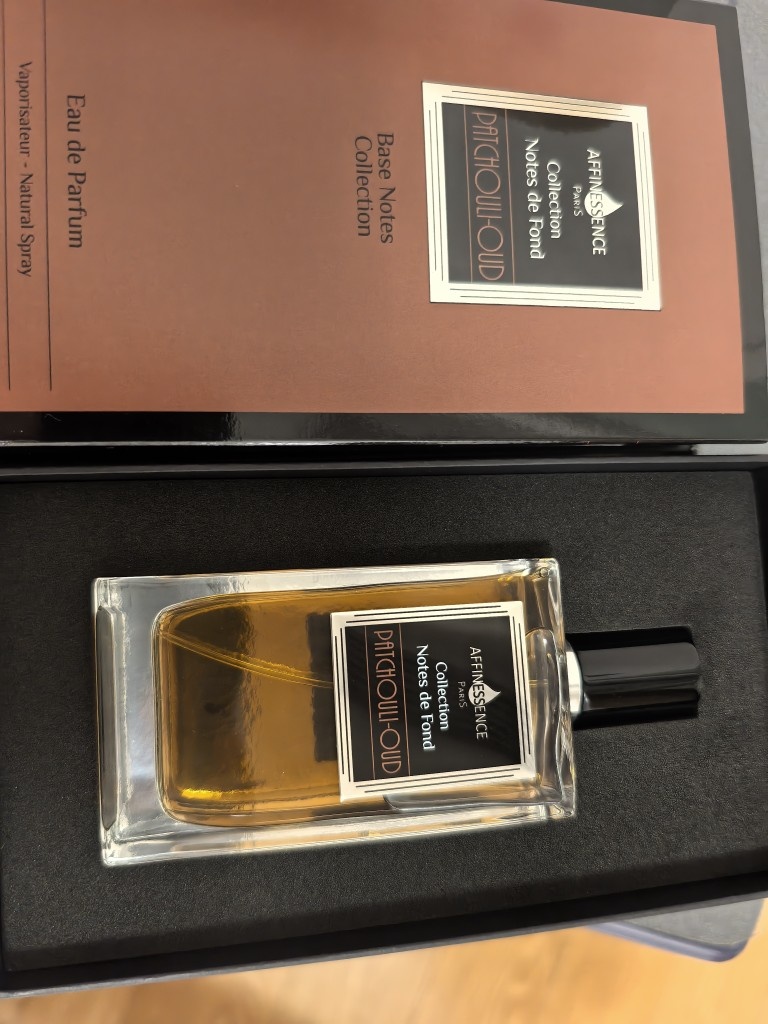 AFFINESSENCE
PARIS
Collection
Notes de Fond
PATCHOULI-OUD
Base Notes
Collection
Eau de Parfum
Vaporisateur - Natural Spray
AFFINESSENCE
PARIS
Collection
Notes de Fond
PATCHOULI-OUD